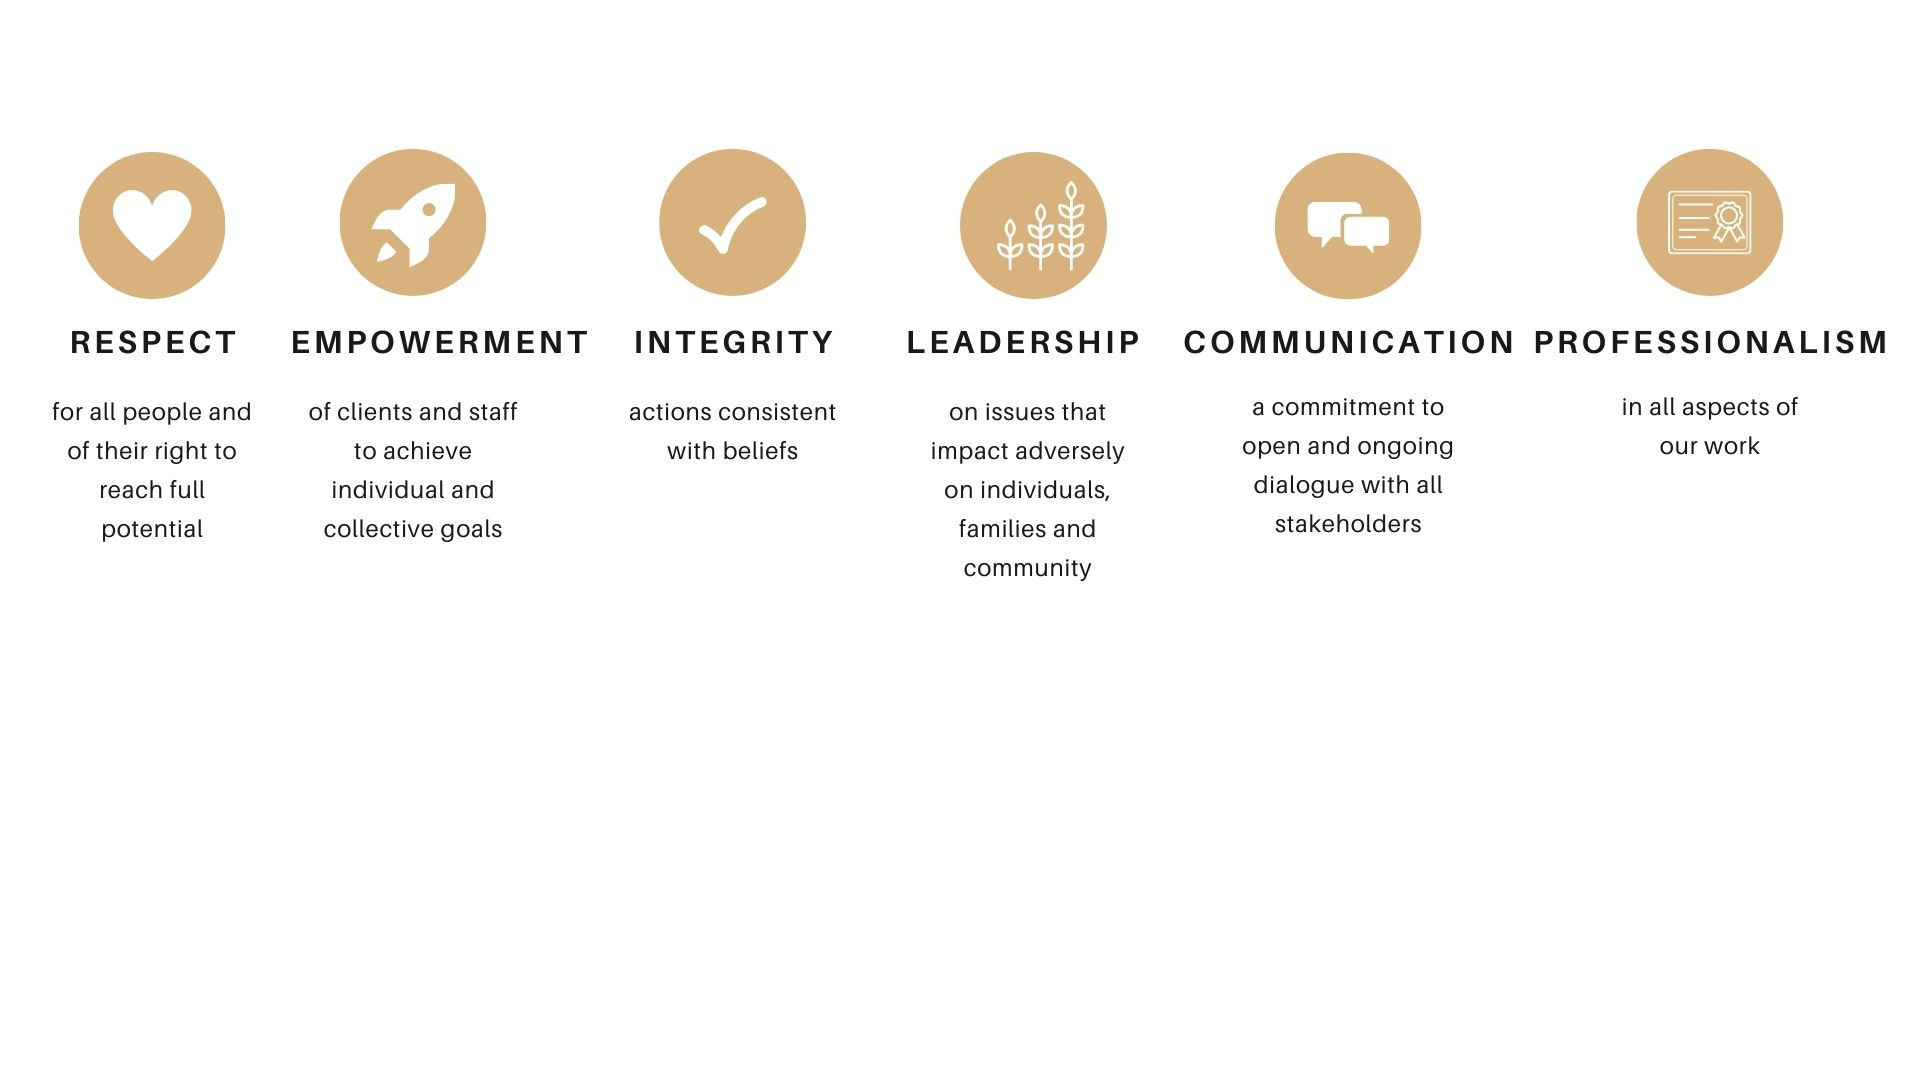 RESPECT
for all people and
of their right to
reach full
potential
EMPOWERMENT
of clients and staff
to achieve
individual and
collective goals
INTEGRITY
actions consistent
with beliefs
LEADERSHIP
on issues that
impact adversely
on individuals,
families and
community
COMMUNICATION
a commitment to
open and ongoing
dialogue with all
stakeholders
PROFESSIONALISM
in all aspects of
our work